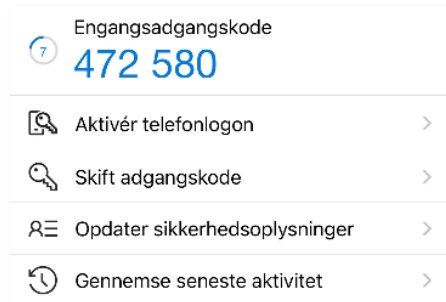 Engangsadgangskode
7
472 580
Aktivér telefonlogon
Skift adgangskode
Opdater sikkerhedsoplysninger
Gennemse seneste aktivitet